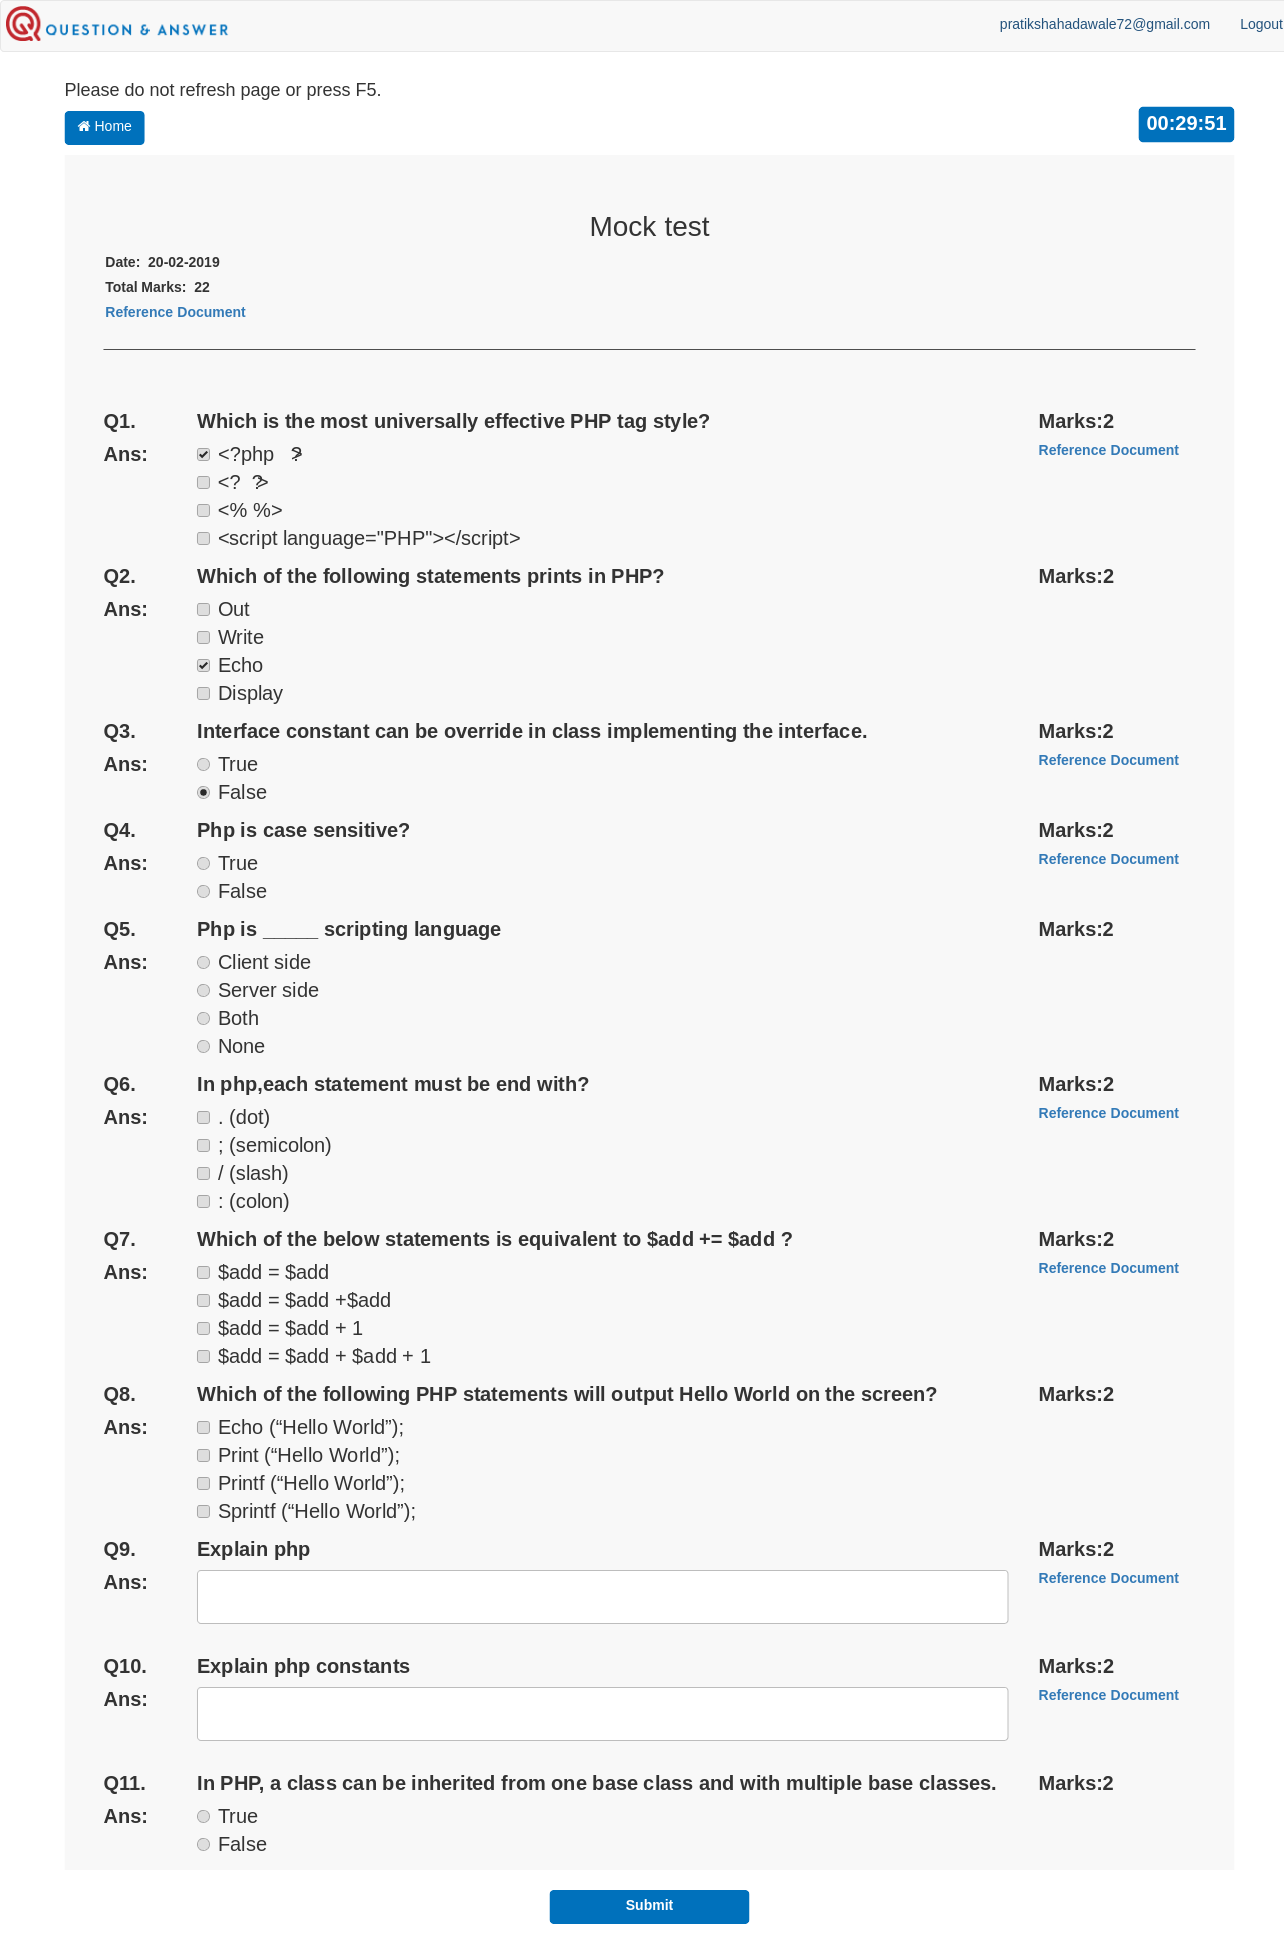 QUESTION & ANSWER
pratikshahadawale72@gmail.com Logout
Please do not refresh page or press F5.
Home
00:29:51
Mock test
Date: 20-02-2019
Total Marks: 22
Reference Document
Q1. Which is the most universally effective PHP tag style? Marks:2
Ans: <?php ?> Reference Document
<? ?>
<% %>
<script language="PHP"></script>
Q2. Which of the following statements prints in PHP? Marks:2
Ans: Out
Write
Echo
Display
Q3. Interface constant can be override in class implementing the interface. Marks:2
Ans: True Reference Document
False
Q4. Php is case sensitive? Marks:2
Ans: True Reference Document
False
Q5. Php is _____ scripting language Marks:2
Ans: Client side
Server side
Both
None
Q6. In php,each statement must be end with? Marks:2
Ans: . (dot) Reference Document
; (semicolon)
/ (slash)
: (colon)
Q7. Which of the below statements is equivalent to $add += $add ? Marks:2
Ans: $add = $add Reference Document
$add = $add +$add
$add = $add + 1
$add = $add + $add + 1
Q8. Which of the following PHP statements will output Hello World on the screen? Marks:2
Ans: Echo (“Hello World”);
Print (“Hello World”);
Printf (“Hello World”);
Sprintf (“Hello World”);
Q9. Explain php Marks:2
Ans: Reference Document
Q10. Explain php constants Marks:2
Ans: Reference Document
Q11. In PHP, a class can be inherited from one base class and with multiple base classes. Marks:2
Ans: True
False
Submit